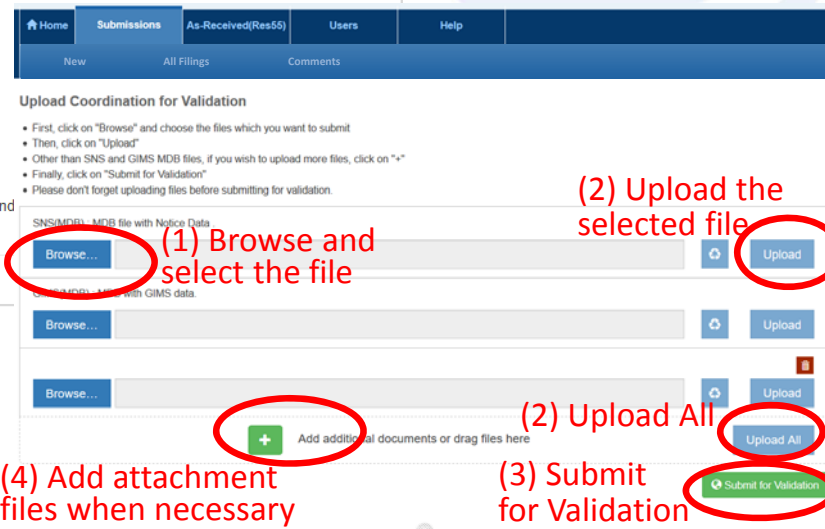 Home Submissions As-Received(Res55) Users Help
New All Filings Comments
Upload Coordination for Validation
• First, click on "Browse" and choose the files which you want to submit
• Then, click on "Upload"
• Other than SNS and GIMS MDB files, if you wish to upload more files, click on "+"
• Finally, click on "Submit for Validation"
• Please don't forget uploading files before submitting for validation.
nd
(2) Upload the
selected file
SNS(MDB) : MDB file with Notice Data
(1) Browse and
select the file
Browse... Upload
GIMS(MDB) : MDB with GIMS data.
Browse... Upload
Browse... Upload
(2) Upload All
+ Add additional documents or drag files here Upload All
(4) Add attachment
files when necessary
(3) Submit
for Validation
Submit for Validation